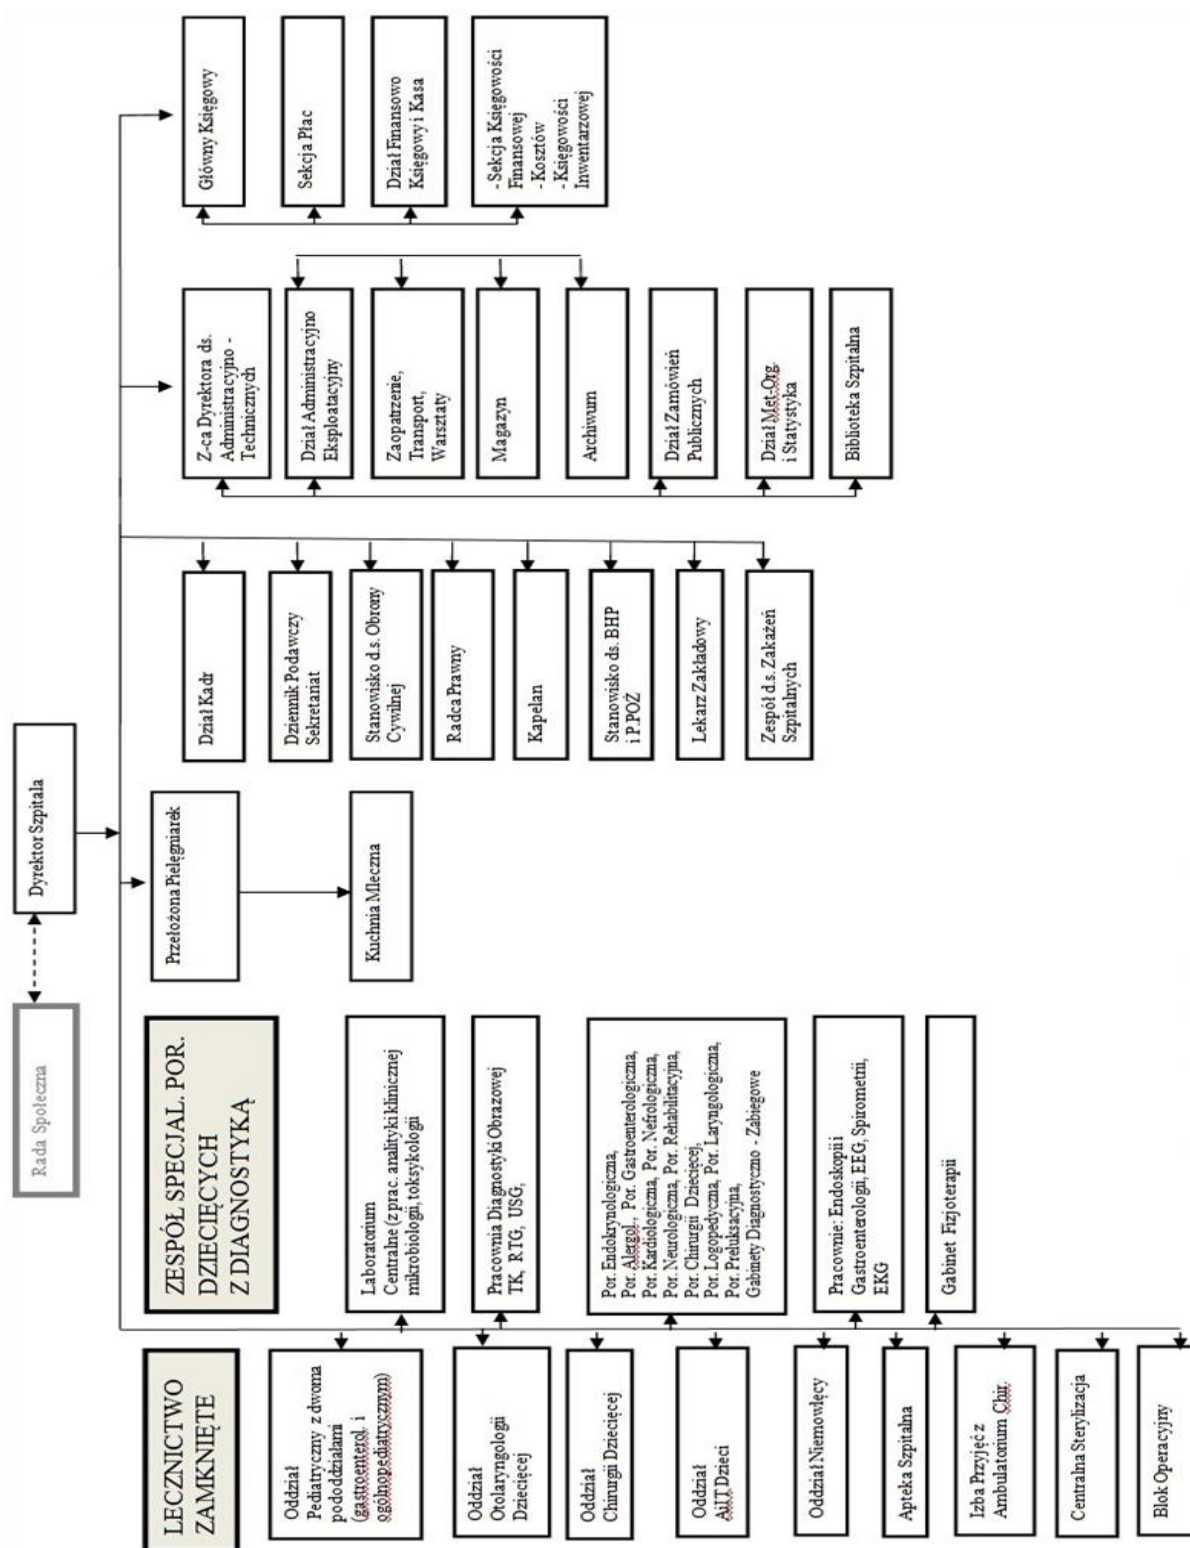 Rada Społeczna
Dyrektor Szpitala
LECZNICTWO
ZAMKNIĘTE
Oddział
Pediatryczny z dwoma
pododdziałami
(gastroenterol. i
ogólnopediatrycznym)
Oddział
Otolaryngologii
Dziecięcej
Oddział
Chirurgii Dziecięcej
Oddział
AiIT Dzieci
Oddział Niemowlęcy
Apteka Szpitalna
Izba Przyjęć z
Ambulatorium Chir.
Centralna Sterylizacja
Blok Operacyjny
ZESPÓŁ SPECJAL. POR.
DZIECIĘCYCH
Z DIAGNOSTYKĄ
Laboratorium
Centralne (z prac. analityki klinicznej
mikrobiologii, toksykologii
Pracownia Diagnostyki Obrazowej
TK, RTG, USG,
Por. Endokrynologiczna,
Por. Alergol., Por. Gastroenterologiczna,
Por. Kardiologiczna, Por. Nefrologiczna,
Por. Neurologiczna, Por. Rehabilitacyjna,
Por. Chirurgii Dziecięcej,
Por. Logopedyczna, Por. Laryngologiczna,
Por. Preluksacyjna,
Gabinety Diagnostyczno - Zabiegowe
Pracownie: Endoskopii i
Gastroenterologii, EEG, Spirometrii,
EKG
Gabinet Fizjoterapii
Przełożona Pielęgniarek
Kuchnia Mleczna
Dział Kadr
Dziennik Podawczy
Sekretariat
Stanowisko d.s. Obrony
Cywilnej
Radca Prawny
Kapelan
Stanowisko ds. BHP
i P.POŻ
Lekarz Zakładowy
Zespół d.s. Zakażeń
Szpitalnych
Z-ca Dyrektora ds.
Administracyjno -
Technicznych
Dział Administracyjno
Eksploatacyjny
Zaopatrzenie,
Transport,
Warsztaty
Magazyn
Archiwum
Dział Zamówień
Publicznych
Dział Met-Org
i Statystyka
Biblioteka Szpitalna
Główny Księgowy
Sekcja Płac
Dział Finansowo
Księgowy i Kasa
- Sekcja Księgowości
Finansowej
- Kosztów
- Księgowości
Inwentarzowej